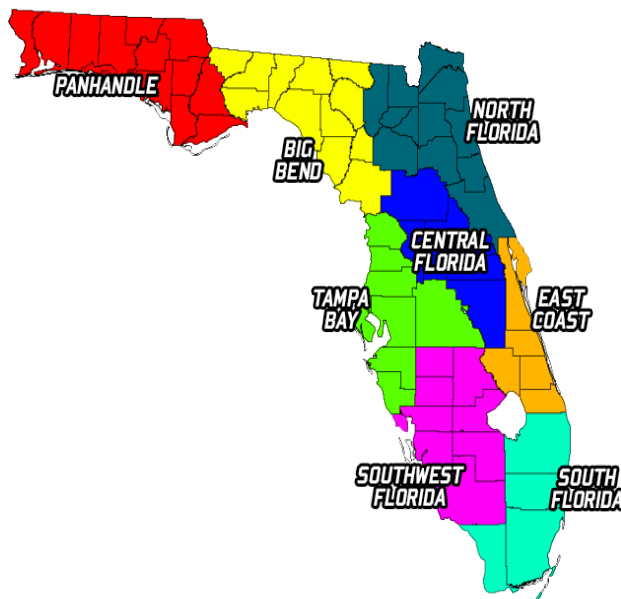 PANHANDLE
NORTH
FLORIDA
BIG
BEND
CENTRAL
FLORIDA
TAMPA
BAY
EAST
COAST
SOUTHWEST
FLORIDA
SOUTH
FLORIDA